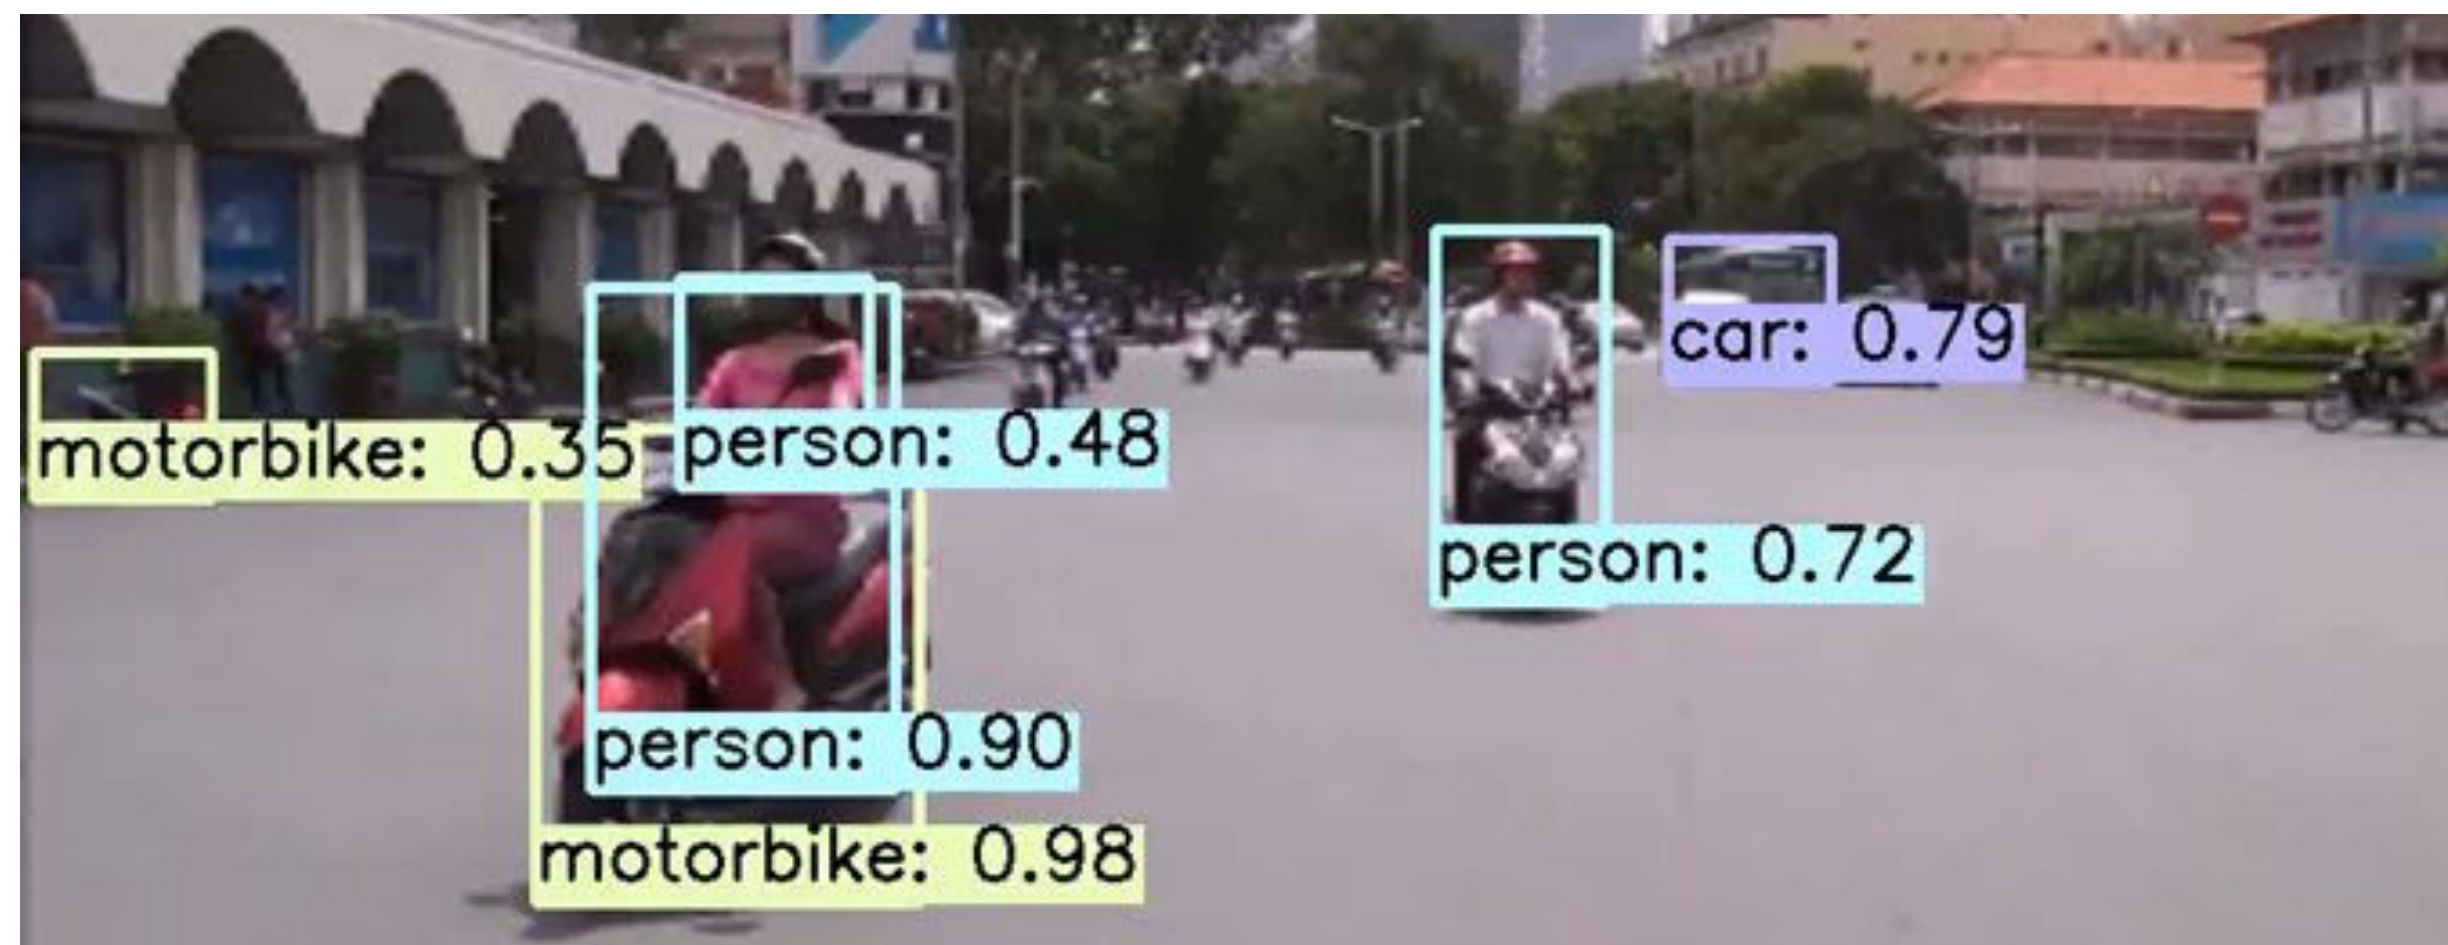 car: 0.79
motorbike: 0.35
person: 0.48
person: 0.72
person: 0.90
motorbike: 0.98